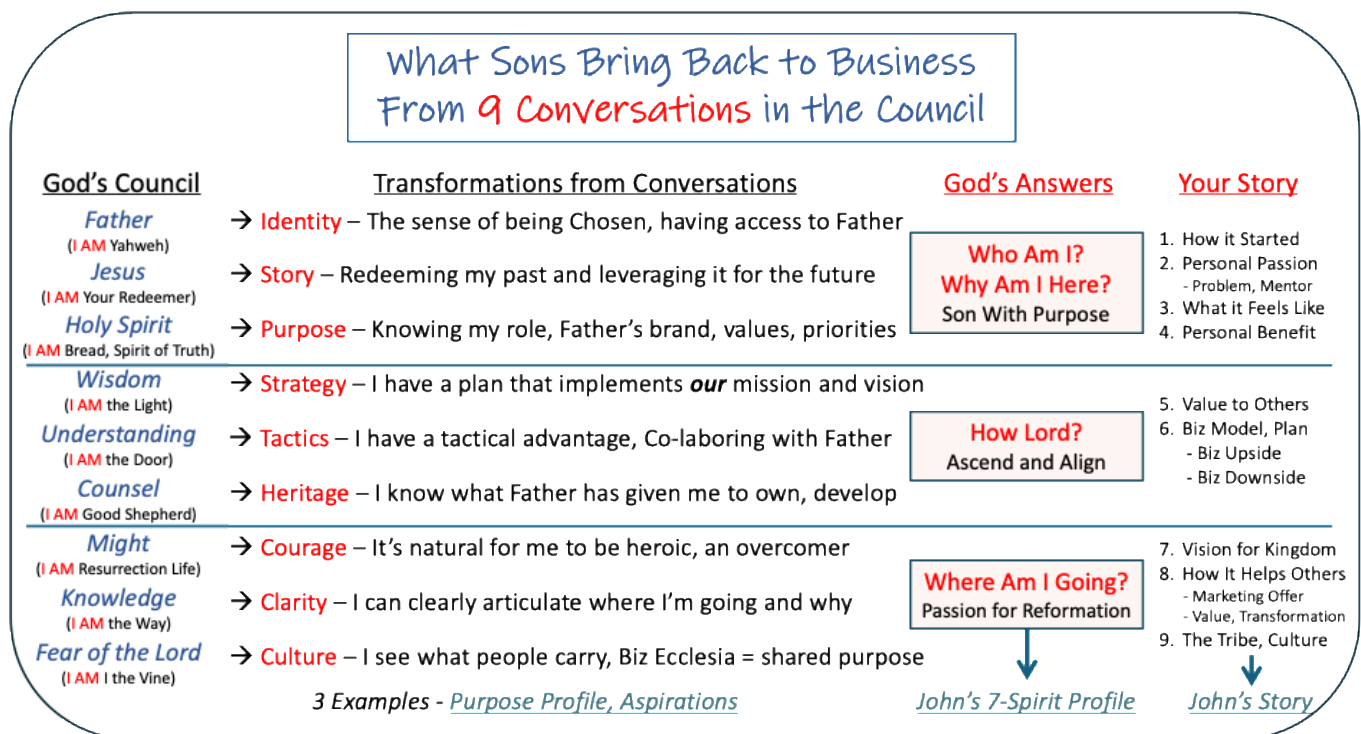 What Sons Bring Back to Business
From 9 Conversations in the Council
God's Council
Transformations from Conversations
God's Answers
Your Story
Father
(I AM Yahweh)
→ Identity – The sense of being Chosen, having access to Father
Jesus
(I AM Your Redeemer)
→ Story – Redeeming my past and leveraging it for the future
Holy Spirit
(I AM Bread, Spirit of Truth)
→ Purpose – Knowing my role, Father's brand, values, priorities
Who Am I?
Why Am I Here?
Son With Purpose
1. How it Started
2. Personal Passion
- Problem, Mentor
3. What it Feels Like
4. Personal Benefit
Wisdom
(I AM the Light)
→ Strategy – I have a plan that implements our mission and vision
Understanding
(I AM the Door)
→ Tactics – I have a tactical advantage, Co-laboring with Father
Counsel
(I AM Good Shepherd)
→ Heritage – I know what Father has given me to own, develop
How Lord?
Ascend and Align
5. Value to Others
6. Biz Model, Plan
- Biz Upside
- Biz Downside
Might
(I AM Resurrection Life)
→ Courage – It's natural for me to be heroic, an overcomer
Knowledge
(I AM the Way)
→ Clarity – I can clearly articulate where I'm going and why
Fear of the Lord
(I AM I the Vine)
→ Culture – I see what people carry, Biz Ecclesia = shared purpose
Where Am I Going?
Passion for Reformation
7. Vision for Kingdom
8. How It Helps Others
- Marketing Offer
- Value, Transformation
9. The Tribe, Culture
3 Examples - Purpose Profile, Aspirations
John's 7-Spirit Profile
John's Story